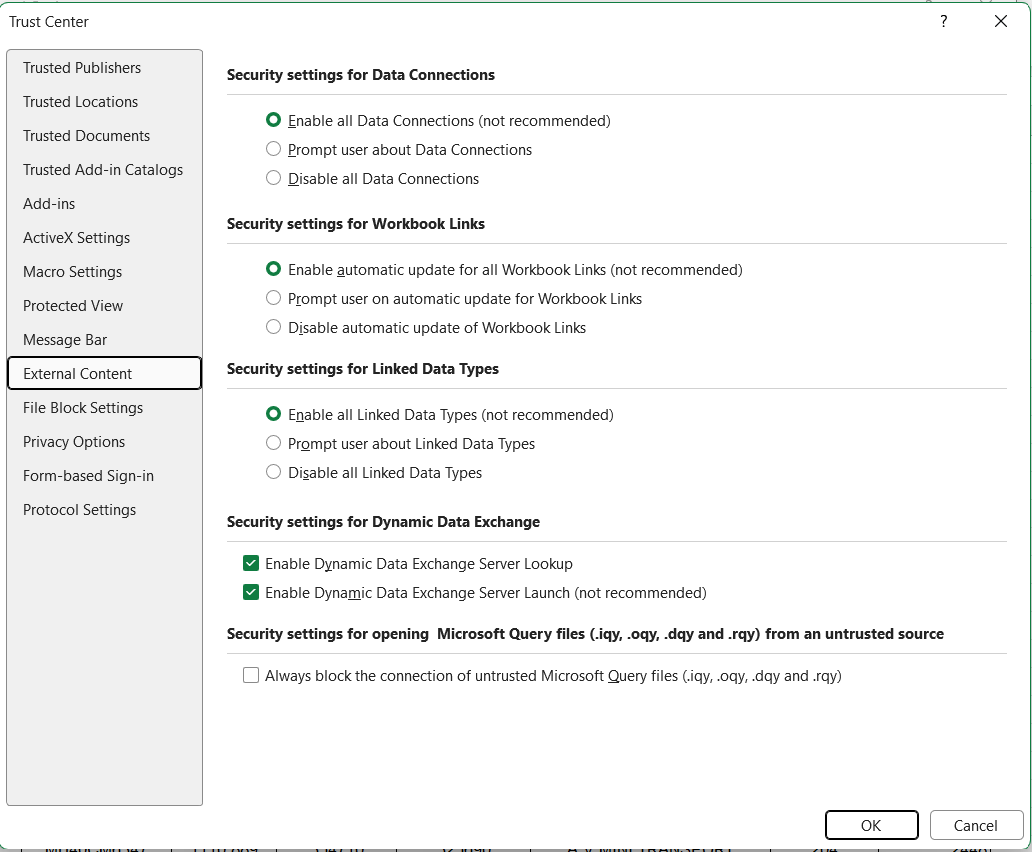 Trust Center
?
Trusted Publishers
Trusted Locations
Trusted Documents
Trusted Add-in Catalogs
Add-ins
ActiveX Settings
Macro Settings
Protected View
Message Bar
External Content
File Block Settings
Privacy Options
Form-based Sign-in
Protocol Settings
Security settings for Data Connections
Enable all Data Connections (not recommended)
Prompt user about Data Connections
Disable all Data Connections
Security settings for Workbook Links
Enable automatic update for all Workbook Links (not recommended)
Prompt user on automatic update for Workbook Links
Disable automatic update of Workbook Links
Security settings for Linked Data Types
Enable all Linked Data Types (not recommended)
Prompt user about Linked Data Types
Disable all Linked Data Types
Security settings for Dynamic Data Exchange
Enable Dynamic Data Exchange Server Lookup
Enable Dynamic Data Exchange Server Launch (not recommended)
Security settings for opening  Microsoft Query files (.iqy, .oqy, .dqy and .rqy) from an untrusted source
Always block the connection of untrusted Microsoft Query files (.iqy, .oqy, .dqy and .rqy)
OK
Cancel